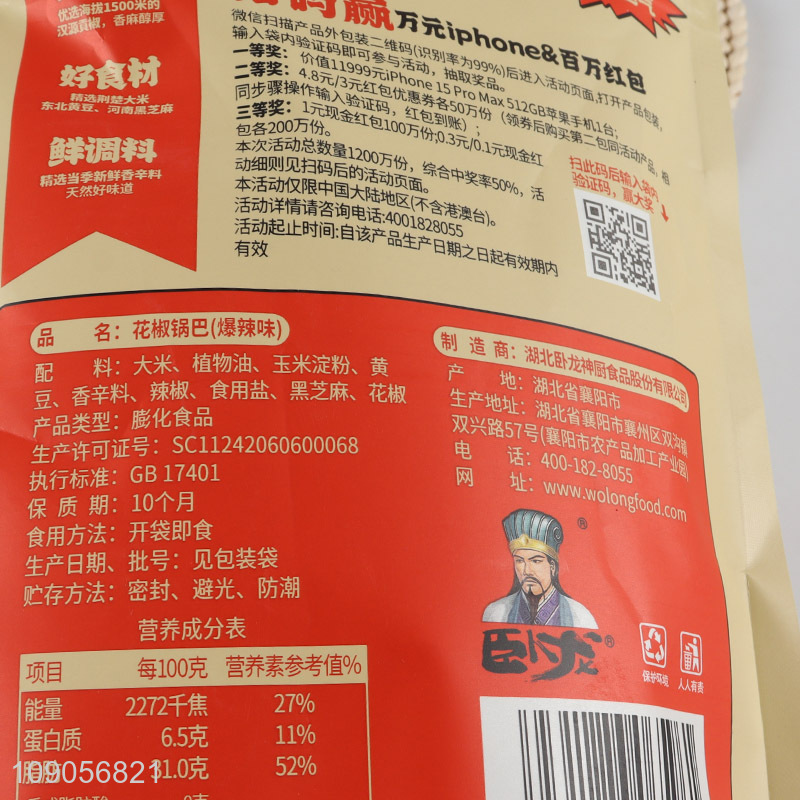 优选海拔1500米的
汉源贡椒，香麻醇厚
好食材
精选荆楚大米
东北黄豆、河南黑芝麻
鲜调料
精选当季新鲜香辛料
天然好味道
赢万元iphone&百万红包
微信扫描产品外包装二维码(识别率为99%)后进入活动页面,打开产品包装,
输入袋内验证码即可参与活动，抽取奖品。
一等奖： 价值11999元iPhone 15 Pro Max 512GB苹果手机1台；
二等奖：4.8元/3元红包优惠券各50万份（领券后购买第二包同活动产品，相
同步骤操作输入验证码，红包到账）；
三等奖：1元现金红包100万份;0.3元/0.1元现金红
包各200万份。
本次活动总数量1200万份，综合中奖率50%，活
动细则见扫码后的活动页面。
本活动仅限中国大陆地区(不含港澳台)。
活动详情请咨询电话:4001828055
活动起止时间:自该产品生产日期之日起有效期内
有效
扫此码后输入袋内
验证码，赢大奖
品 名：花椒锅巴(爆辣味)
配 料：大米、植物油、玉米淀粉、黄
豆、香辛料、辣椒、食用盐、黑芝麻、花椒
产品类型：膨化食品
生产许可证号：SC11242060600068
执行标准：GB 17401
保 质 期：10个月
食用方法：开袋即食
生产日期、批号：见包装袋
贮存方法：密封、避光、防潮
制 造 商：湖北卧龙神厨食品股份有限公司
产 地：湖北省襄阳市
生产地址：湖北省襄阳市襄州区双沟镇
双兴路57号(襄阳市农产品加工产业园)
电 话：400-182-8055
网 址：www.wolongfood.com
®
卧龙®
保护环境 人人有责
营养成分表
项目 每100克 营养素参考值%
能量 2272千焦 27%
蛋白质 6.5克 11%
31.0克 52%
109056821